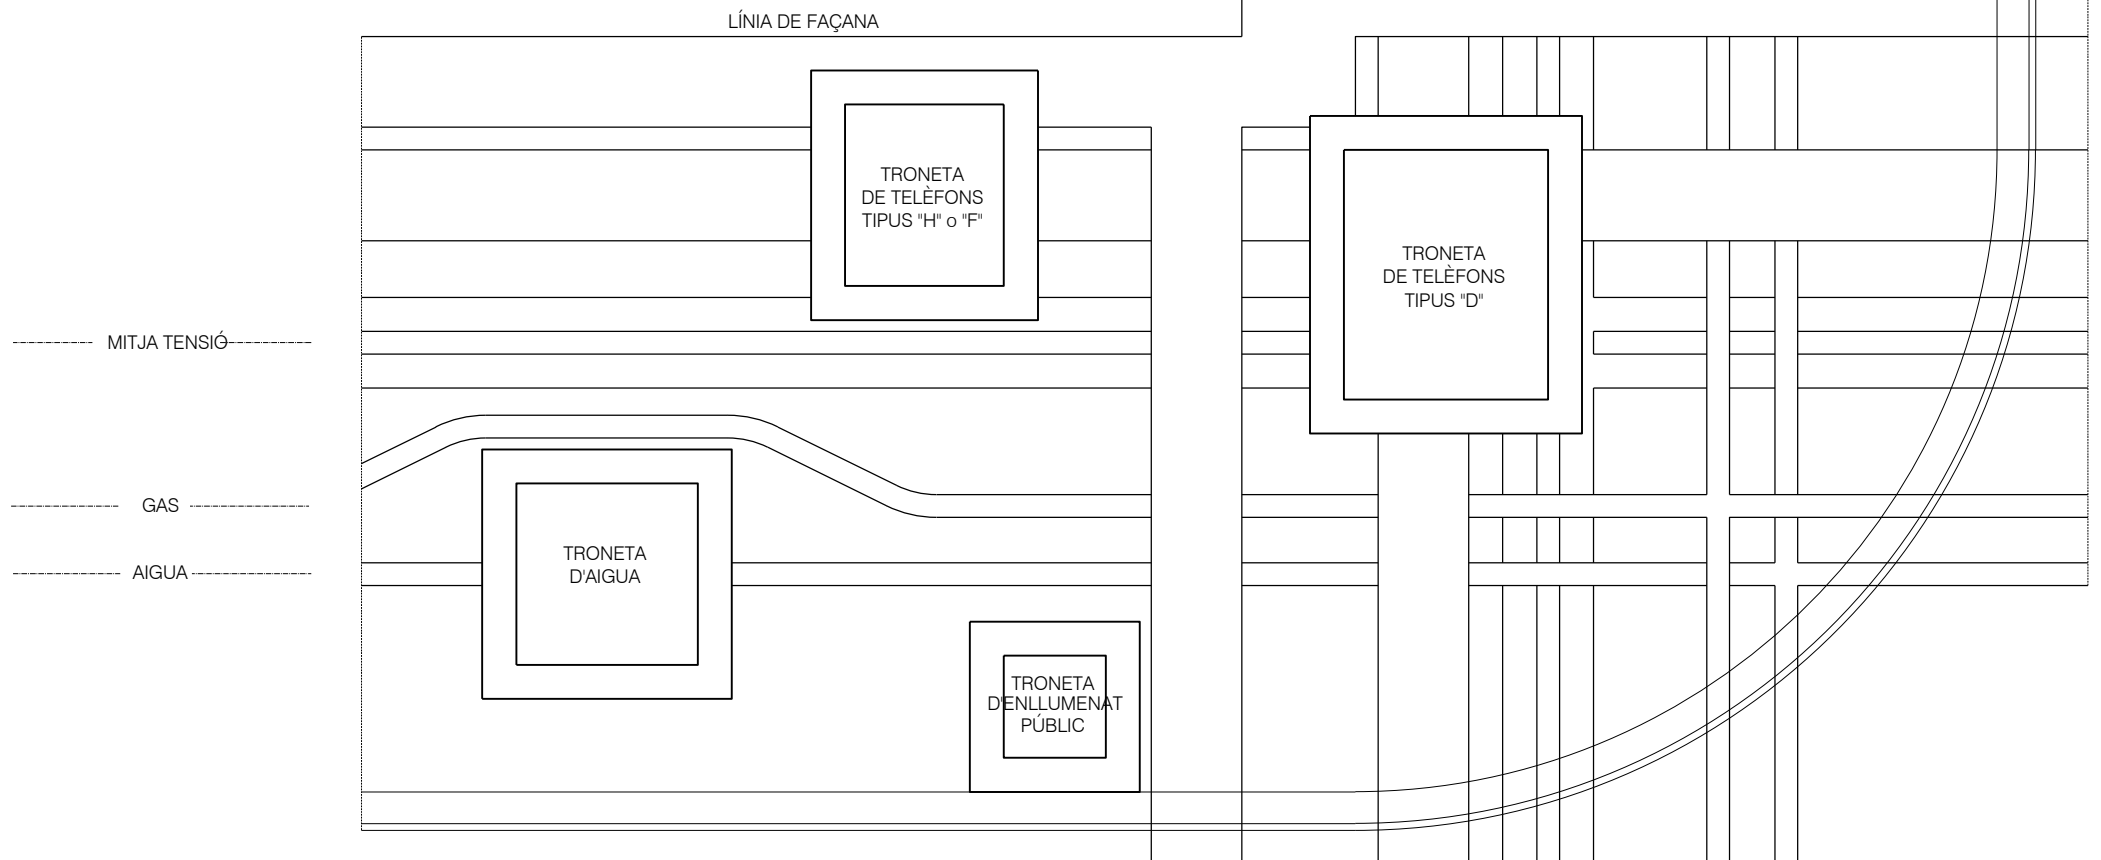 LÍNIA DE FAÇANA
TRONETA
DE TELÈFONS
TIPUS "H" o "F"
TRONETA
DE TELÈFONS
TIPUS "D"
MITJA TENSIÓ
GAS
AIGUA
TRONETA
D'AIGUA
TRONETA
D'ENLLUMENAT
PÚBLIC